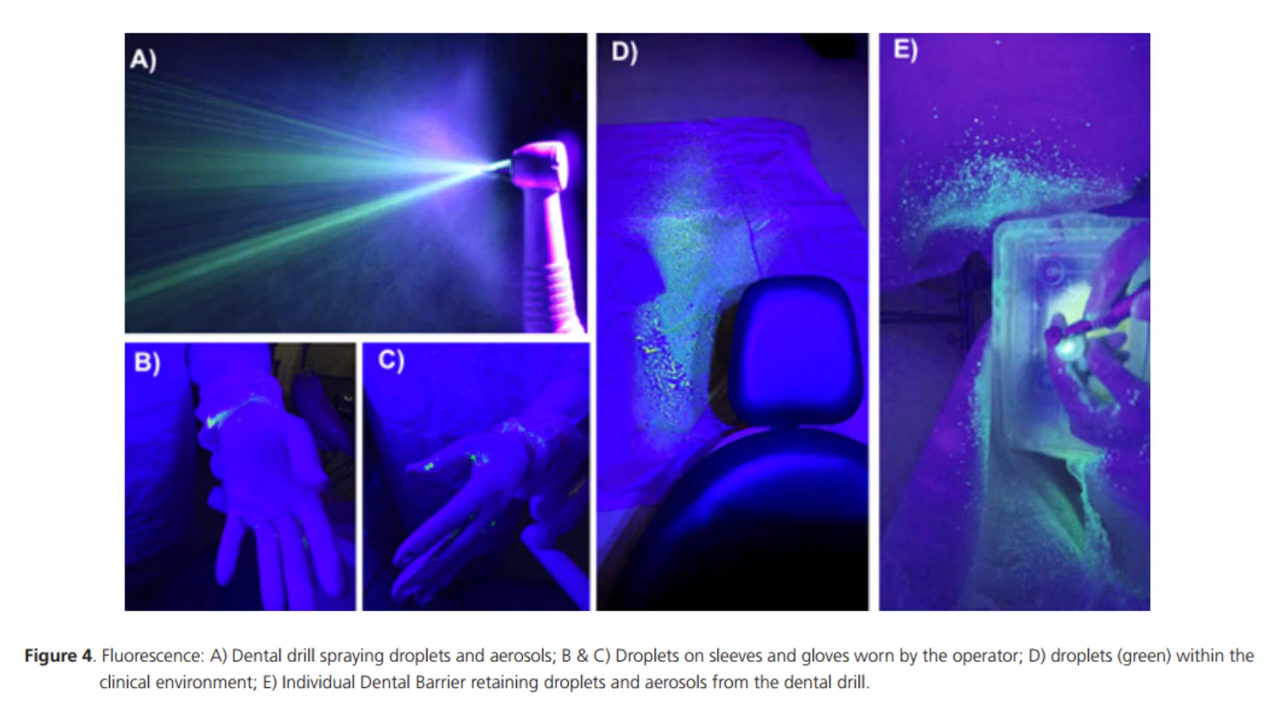 A)
B)
C)
D)
E)
Figure 4. Fluorescence: A) Dental drill spraying droplets and aerosols; B & C) Droplets on sleeves and gloves worn by the operator; D) droplets (green) within the
clinical environment; E) Individual Dental Barrier retaining droplets and aerosols from the dental drill.